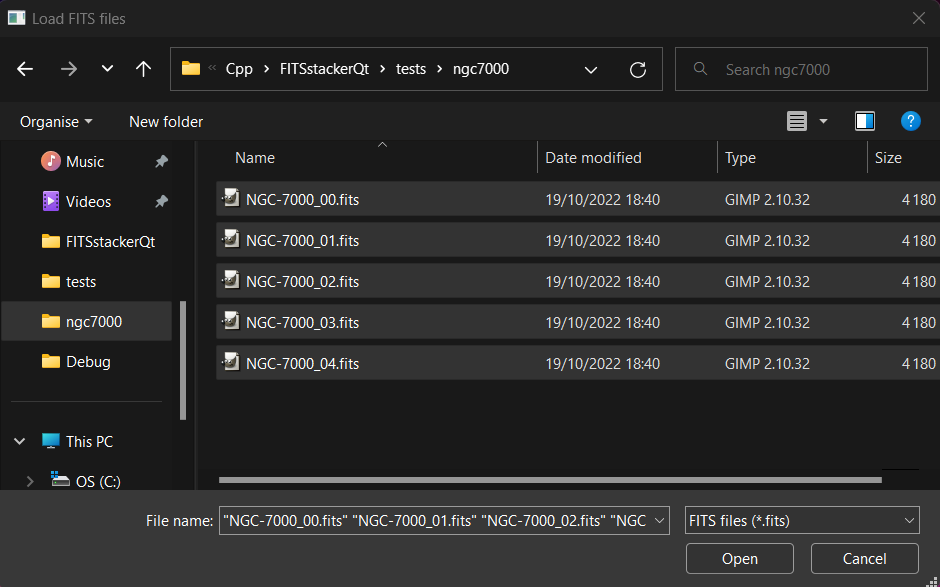 Load FITS files
« Cpp › FITSstackerQt › tests › ngc7000
Search ngc7000
Organise
New folder
?
Music
Videos
FITSstackerQt
tests
ngc7000
Debug
This PC
OS (C:)
Name Date modified Type Size
NGC-7000_00.fits 19/10/2022 18:40 GIMP 2.10.32 4 180
NGC-7000_01.fits 19/10/2022 18:40 GIMP 2.10.32 4 180
NGC-7000_02.fits 19/10/2022 18:40 GIMP 2.10.32 4 180
NGC-7000_03.fits 19/10/2022 18:40 GIMP 2.10.32 4 180
NGC-7000_04.fits 19/10/2022 18:40 GIMP 2.10.32 4 180
File name: "NGC-7000_00.fits" "NGC-7000_01.fits" "NGC-7000_02.fits" "NGC
FITS files (*.fits)
Open
Cancel